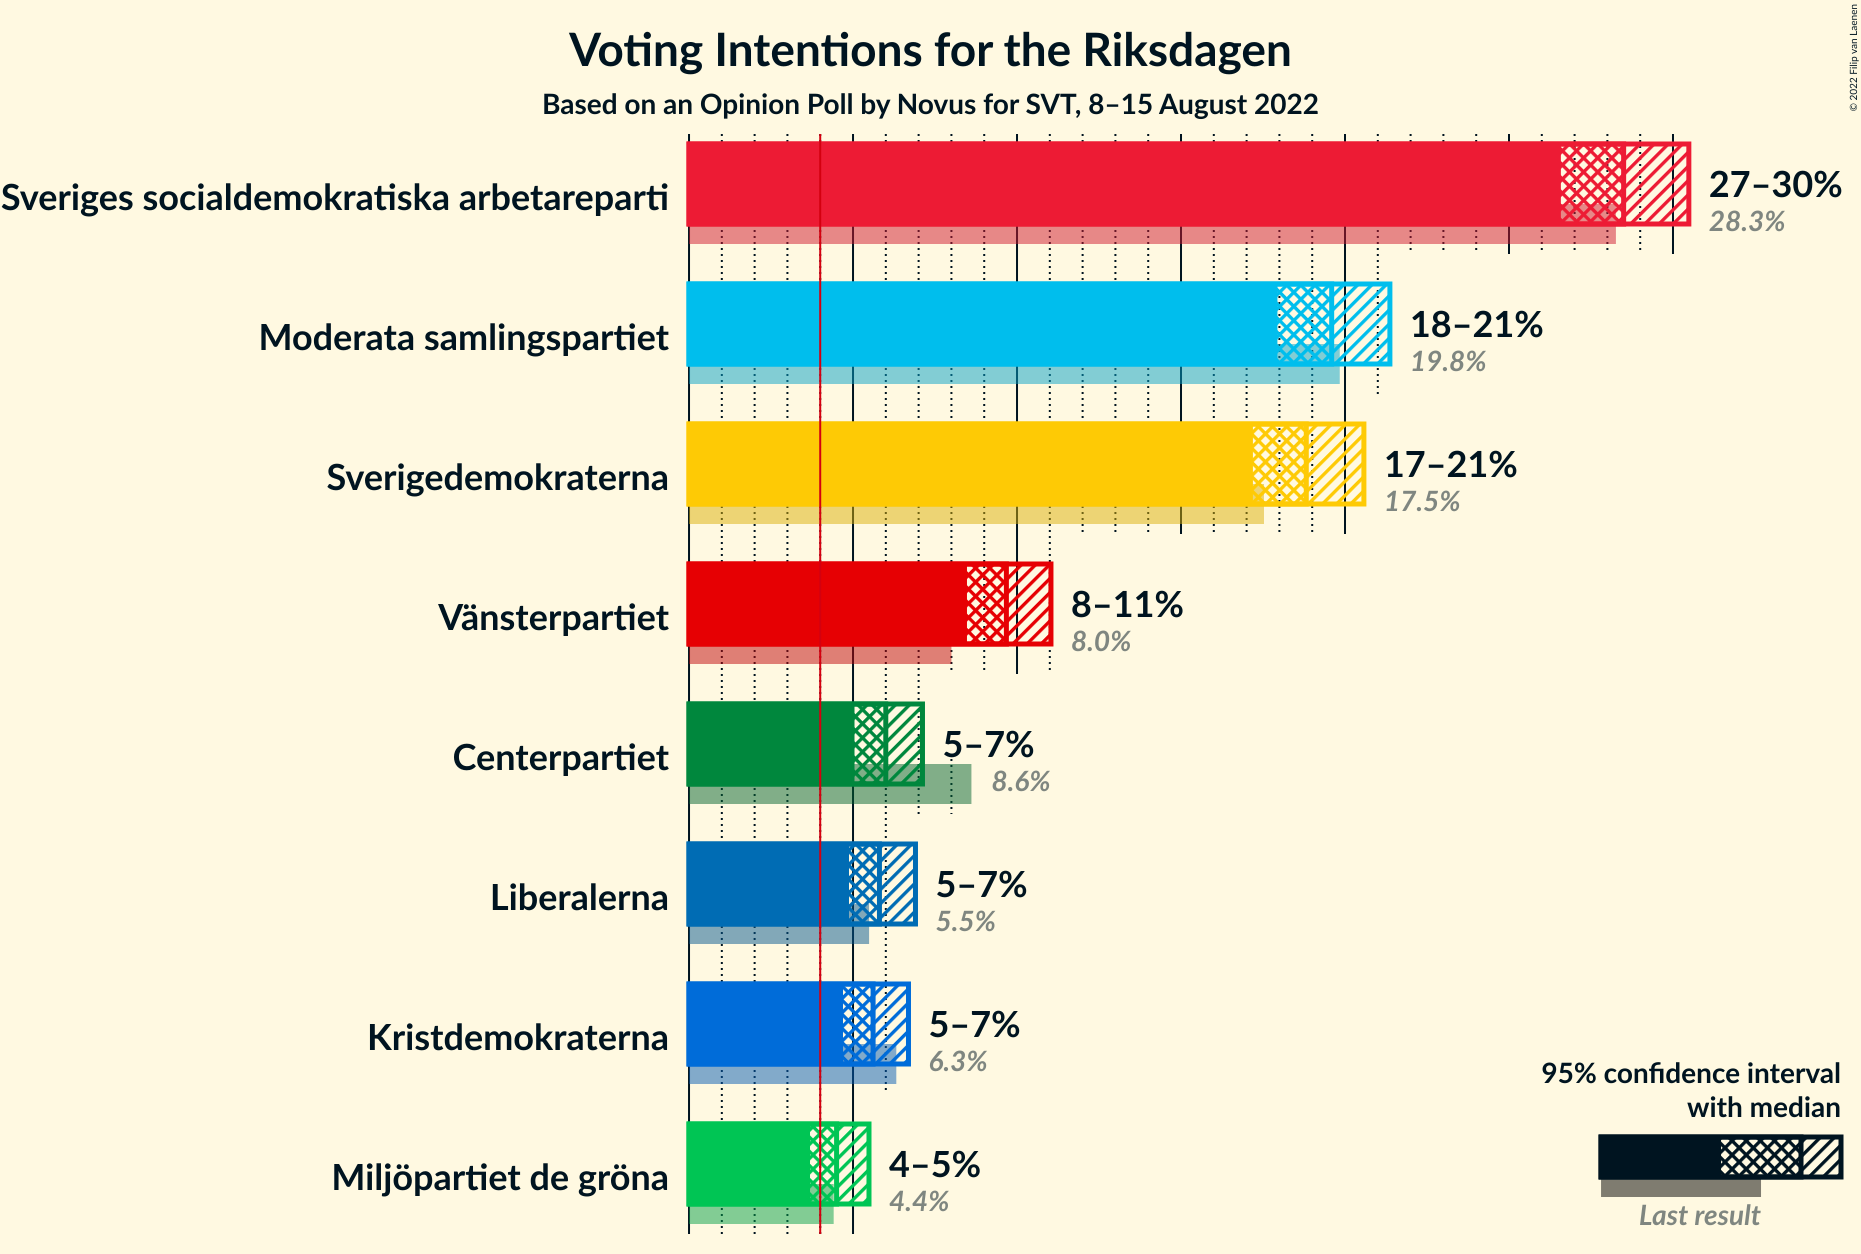 Voting Intentions for the Riksdagen
Based on an Opinion Poll by Novus for SVT, 8–15 August 2022
© 2022 Filip van Laenen
Sveriges socialdemokratiska arbetareparti
27–30%
28.3%
Moderata samlingspartiet
18–21%
19.8%
Sverigedemokraterna
17–21%
17.5%
Vänsterpartiet
8–11%
8.0%
Centerpartiet
5–7%
8.6%
Liberalerna
5–7%
5.5%
Kristdemokraterna
5–7%
6.3%
Miljöpartiet de gröna
4–5%
4.4%
95% confidence interval
with median
Last result